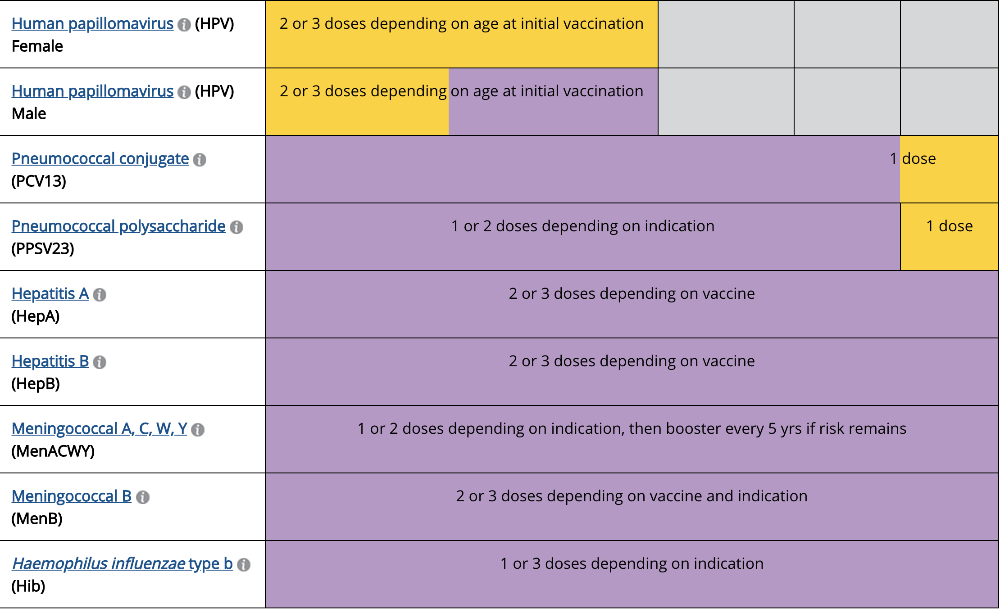 Human papillomavirus i (HPV)
Female
2 or 3 doses depending on age at initial vaccination
Human papillomavirus i (HPV)
Male
2 or 3 doses depending on age at initial vaccination
Pneumococcal conjugate i
(PCV13)
1 dose
Pneumococcal polysaccharide i
(PPSV23)
1 or 2 doses depending on indication
1 dose
Hepatitis A i
(HepA)
2 or 3 doses depending on vaccine
Hepatitis B i
(HepB)
2 or 3 doses depending on vaccine
Meningococcal A, C, W, Y i
(MenACWY)
1 or 2 doses depending on indication, then booster every 5 yrs if risk remains
Meningococcal B i
(MenB)
2 or 3 doses depending on vaccine and indication
Haemophilus influenzae type b i
(Hib)
1 or 3 doses depending on indication